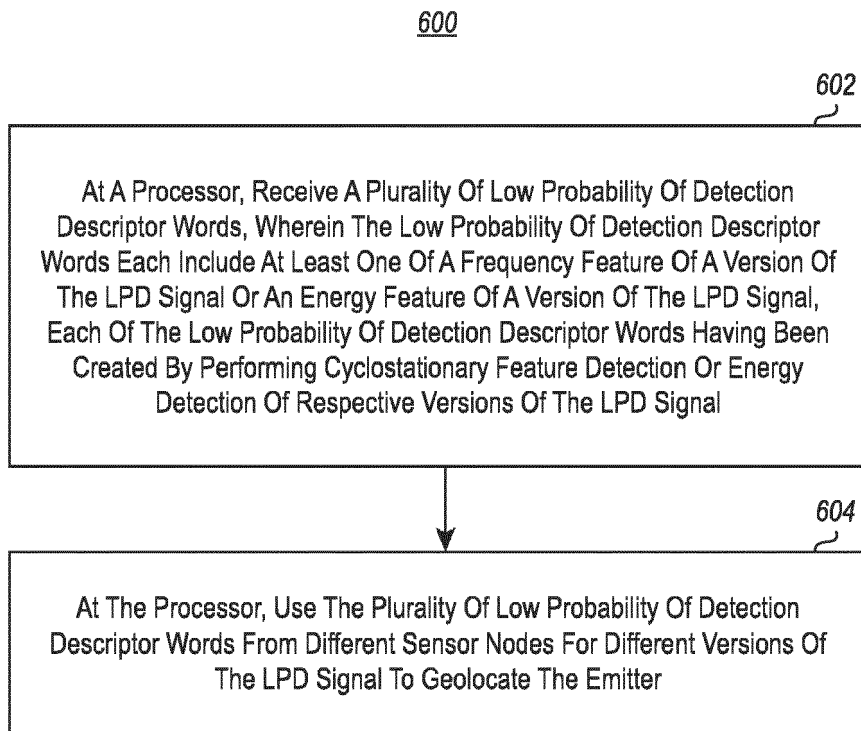 600
602
At A Processor, Receive A Plurality Of Low Probability Of Detection
Descriptor Words, Wherein The Low Probability Of Detection Descriptor
Words Each Include At Least One Of A Frequency Feature Of A Version Of
The LPD Signal Or An Energy Feature Of A Version Of The LPD Signal,
Each Of The Low Probability Of Detection Descriptor Words Having Been
Created By Performing Cyclostationary Feature Detection Or Energy
Detection Of Respective Versions Of The LPD Signal
604
At The Processor, Use The Plurality Of Low Probability Of Detection
Descriptor Words From Different Sensor Nodes For Different Versions Of
The LPD Signal To Geolocate The Emitter